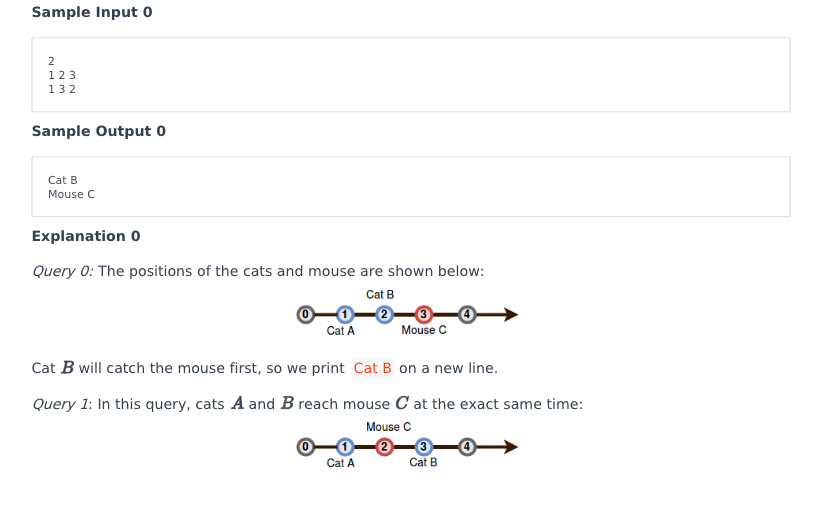 Sample Input 0
2
1 2 3
1 3 2
Sample Output 0
Cat B
Mouse C
Explanation 0
Query 0: The positions of the cats and mouse are shown below:
Cat B
0 1 2 3 4
Cat A Mouse C
Cat B will catch the mouse first, so we print Cat B on a new line.
Query 1: In this query, cats A and B reach mouse C at the exact same time:
Mouse C
0 1 2 3 4
Cat A Cat B